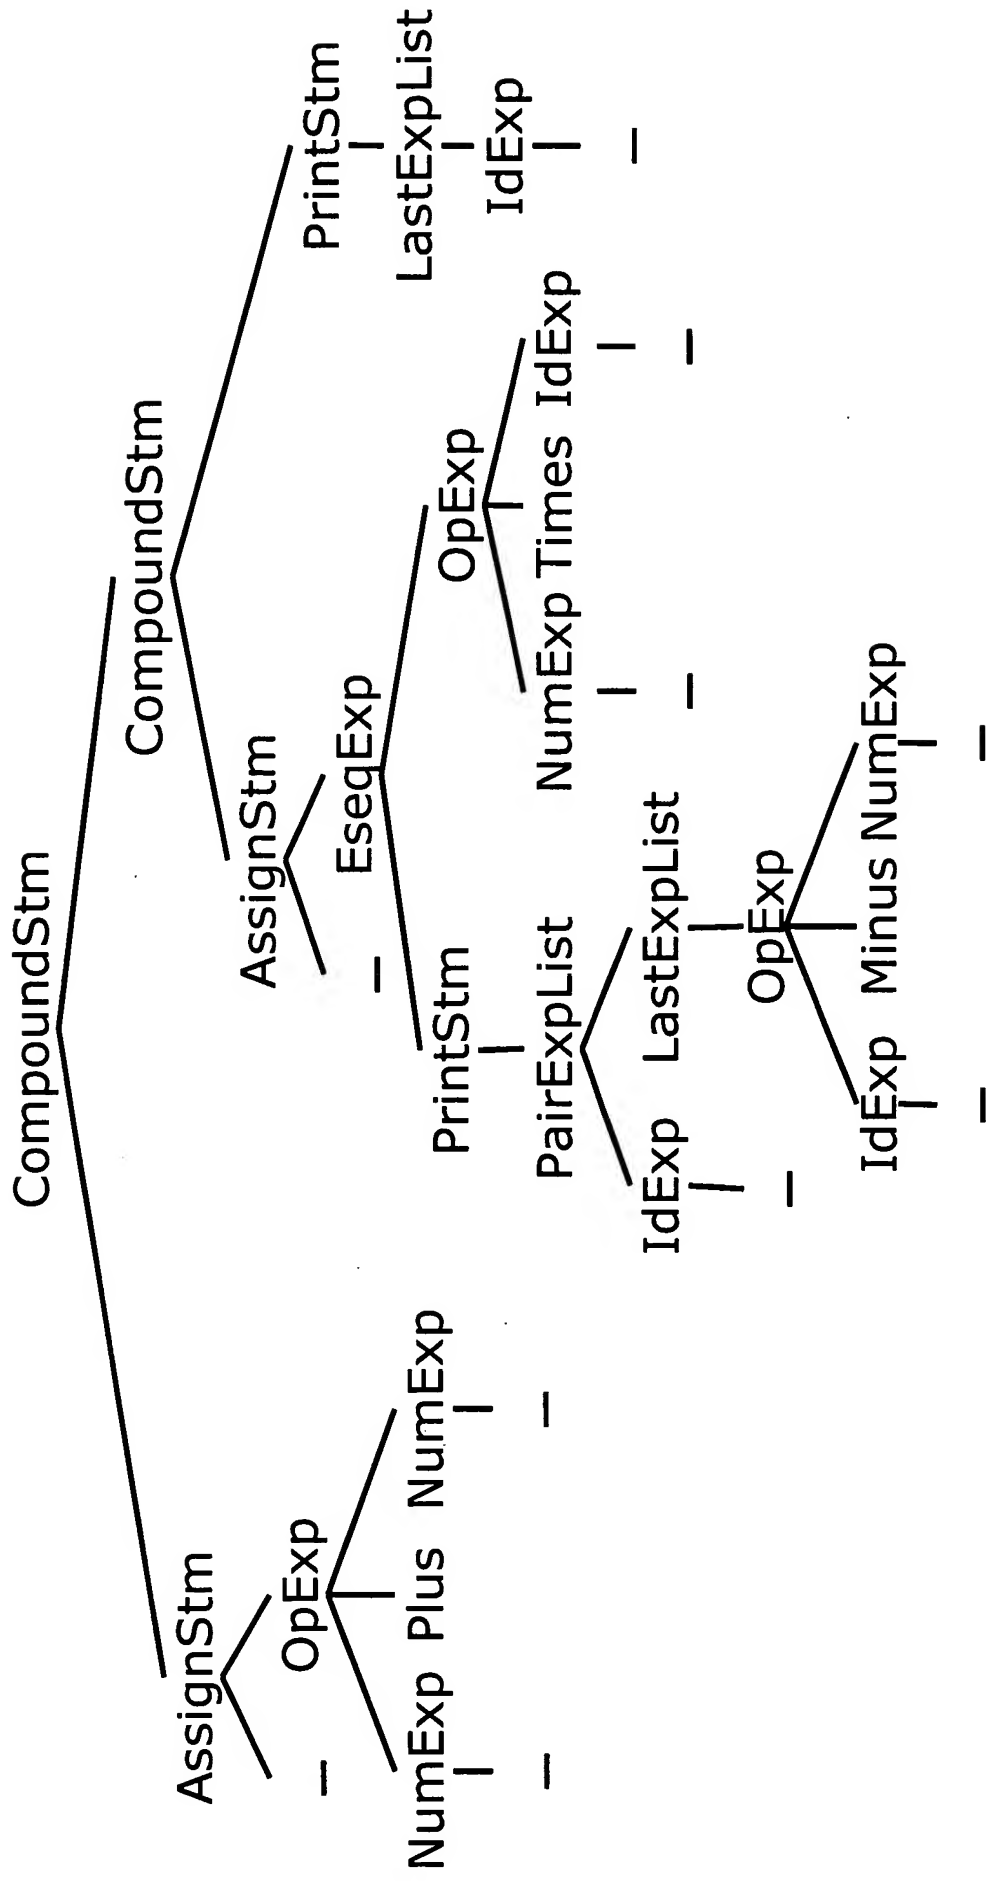 CompoundStm
CompoundStm
AssignStm
AssignStm
PrintStm
OpExp
EseqExp
LastExpList
NumExp Plus NumExp
PrintStm
OpExp
IdExp
PairExpList
NumExp Times IdExp
IdExp
LastExpList
OpExp
IdExp Minus NumExp